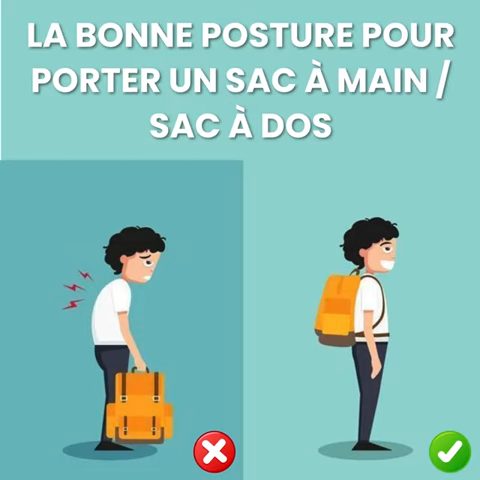 LA BONNE POSTURE POUR
PORTER UN SAC À MAIN /
SAC À DOS